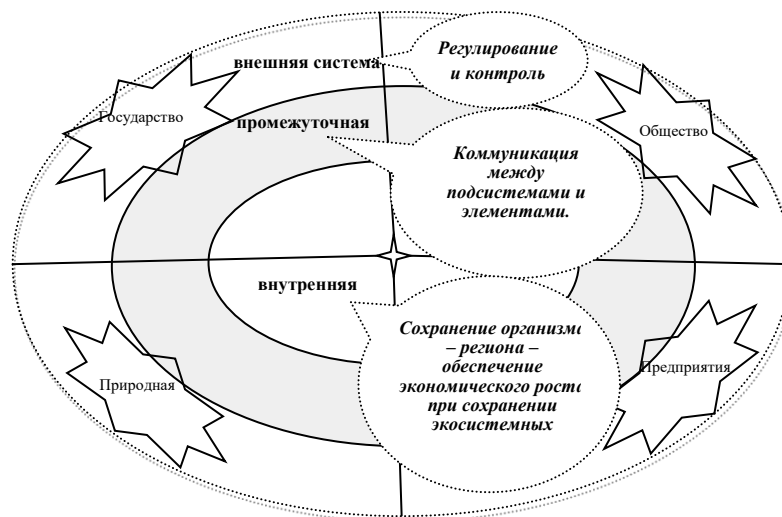 внешняя система
Регулирование
и контроль
Государство
промежуточная
Общество
Коммуникация
между
подсистемами и
элементами.
внутренняя
Сохранение организма
– региона –
обеспечение
экономического роста
при сохранении
экосистемных
Природная
Предприятия